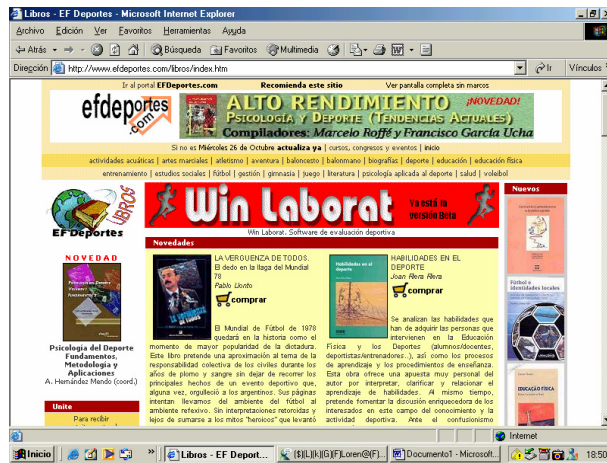 Libros - EF Deportes - Microsoft Internet Explorer
Archivo Edición Ver Favoritos Herramientas Ayuda
Atrás Búsqueda Favoritos Multimedia
Dirección http://www.efdeportes.com/libros/index.htm Ir Vínculos
Ir al portal EFDeportes.com Recomienda este sitio Ver pantalla completa sin marcos
efdeportes
.com
ALTO RENDIMIENTO ¡NOVEDAD!
PSICOLOGÍA Y DEPORTE (TENDENCIAS ACTUALES)
Compiladores: Marcelo Roffé y Francisco García Ucha
Si no es Miércoles 26 de Octubre actualiza ya | cursos, congresos y eventos | inicio
actividades acuáticas | artes marciales | atletismo | aventura | baloncesto | balonmano | biografías | deporte | educación | educación física
entrenamiento | estudios sociales | fútbol | gestión | gimnasia | juego | literatura | psicología aplicada al deporte | salud | voleibol
LIBROS
EFDeportes
NOVEDAD
Psicología del Deporte
Fundamentos,
Metodología y
Aplicaciones
A. Hernández Mendo (coord.)
Unite
Para recibir
Win Laborat
Ya está la
versión Beta
Win Laborat. Software de evaluación deportiva
Novedades
LA VERGUENZA DE TODOS.
El dedo en la llaga del Mundial
78
Pablo Llonto
comprar
El Mundial de Fútbol de 1978
quedará en la historia como el
momento de mayor popularidad de la dictadura.
Este libro pretende una aproximación al tema de la
responsabilidad colectiva de los civiles durante los
años de plomo y sangre sin dejar de recorrer los
principales hechos de un evento deportivo que,
alguna vez, orgulleció a los argentinos. Sus páginas
intentan llevarnos del ambiente del fútbol al
ambiente reflexivo. Sin interpretaciones retorcidas y
lejos de sumarse a los mitos "heroicos" que levantó
Habilidades en el
deporte
HABILIDADES EN EL
DEPORTE
Joan Riera Riera
comprar
Se analizan las habilidades que
han de adquirir las personas que
intervienen en la Educación
Física y los Deportes (alumnos/docentes,
deportistas/entrenadores..), así como los procesos
de aprendizaje y los procedimientos de enseñanza.
Esta obra ofrece una apuesta muy personal del
autor por interpretar, clarificar y relacionar el
aprendizaje de habilidades. Al mismo tiempo,
pretende fomentar la discusión enriquecedora de los
interesados en este campo del conocimiento y la
actividad deportiva. Ante el confusionismo
Nuevos
Fútbol e
identidades locales
EDUCACIÓN FÍSICA
Internet
Inicio Libros - EF Deport... ($)(L)(k)(G)(F)Loren@(F)... Documento1 - Microsoft... 18:50